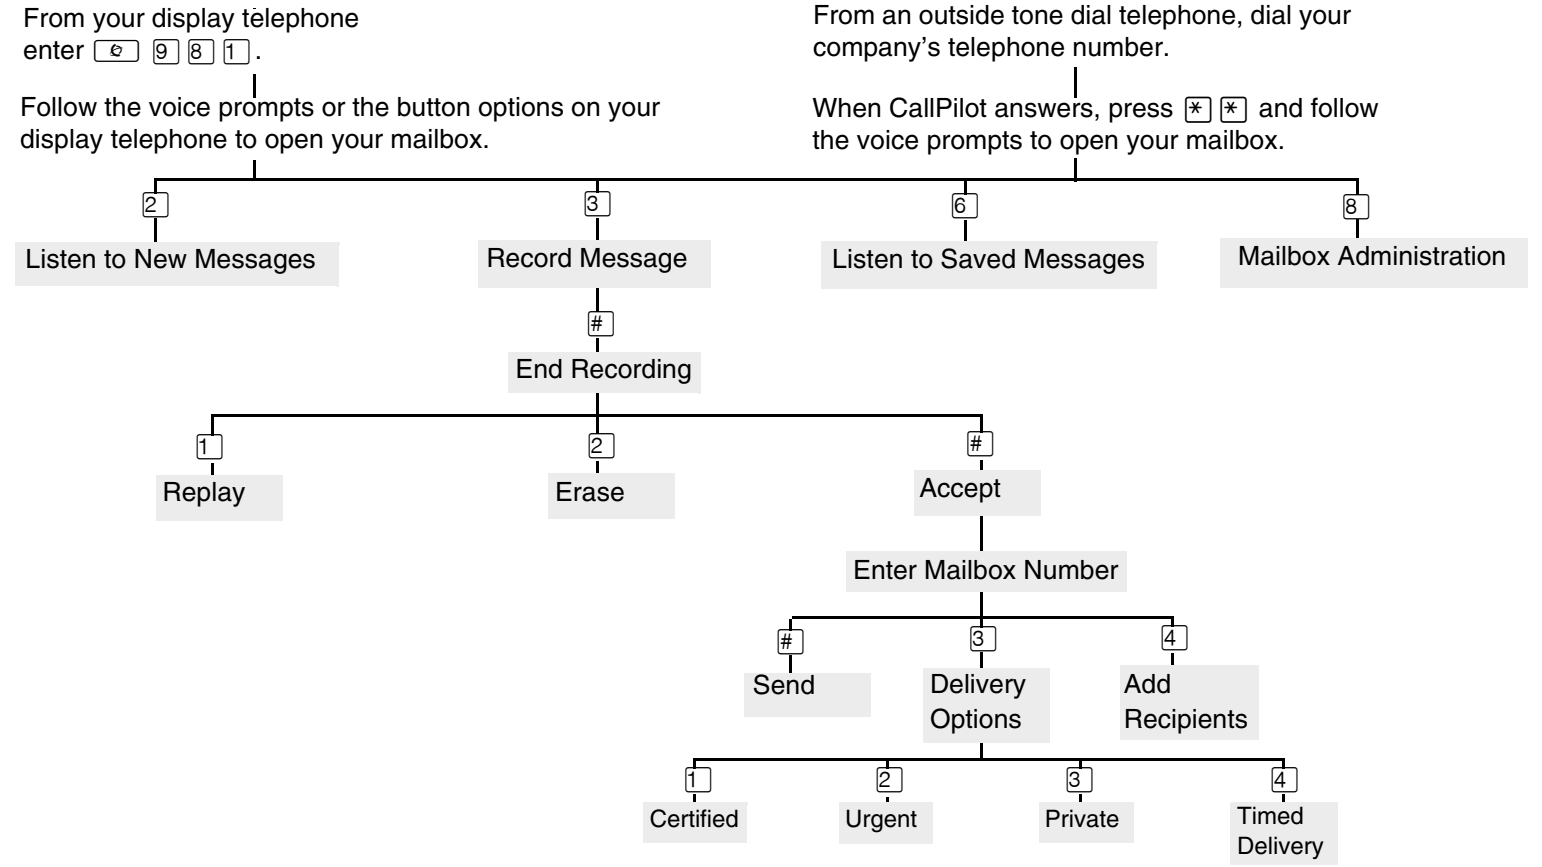 From your display telephone
enter 9 8 1 .
From an outside tone dial telephone, dial your
company's telephone number.
Follow the voice prompts or the button options on your
display telephone to open your mailbox.
When CallPilot answers, press * * and follow
the voice prompts to open your mailbox.
2
3
6
8
Listen to New Messages
Record Message
Listen to Saved Messages
Mailbox Administration
#
End Recording
1
2
#
Replay
Erase
Accept
Enter Mailbox Number
#
3
4
Send
Delivery
Options
Add
Recipients
1
2
3
4
Certified
Urgent
Private
Timed
Delivery